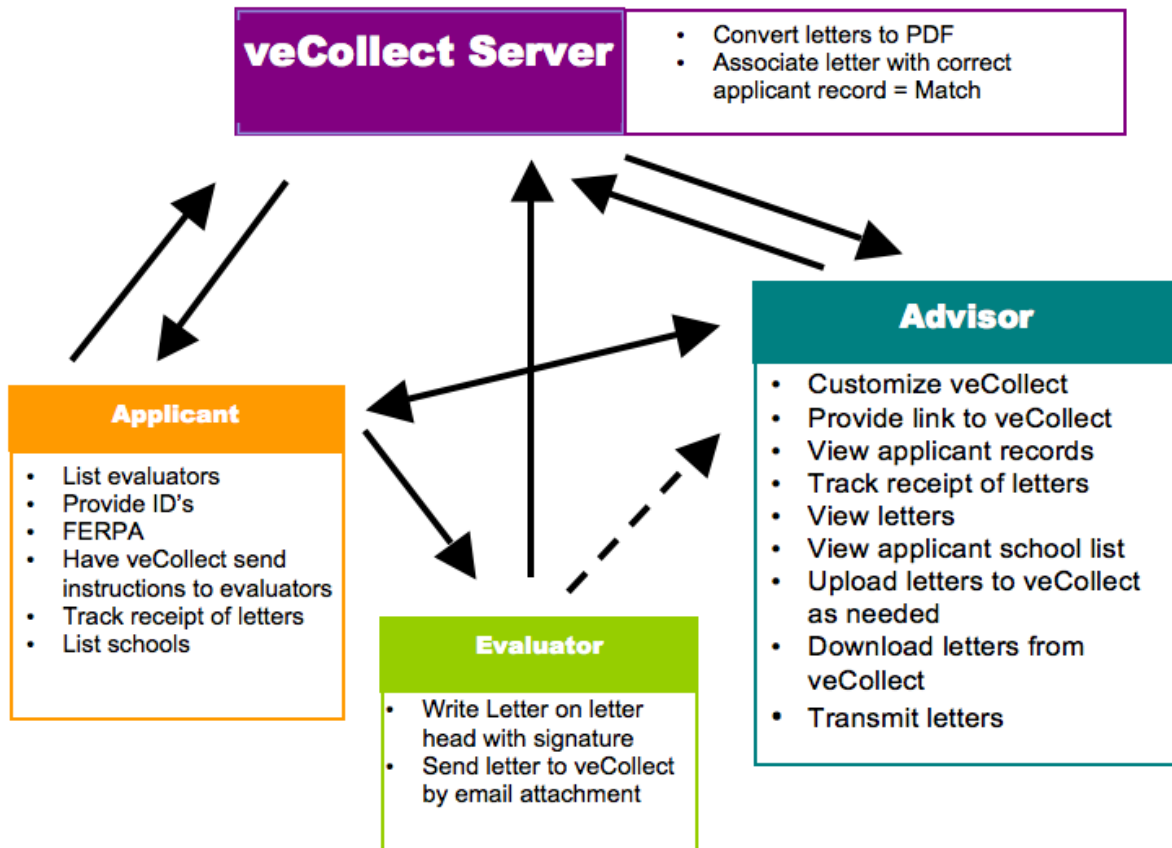 veCollect Server
• Convert letters to PDF
• Associate letter with correct
applicant record = Match
Applicant
• List evaluators
• Provide ID's
• FERPA
• Have veCollect send
instructions to evaluators
• Track receipt of letters
• List schools
Evaluator
• Write Letter on letter
head with signature
• Send letter to veCollect
by email attachment
Advisor
• Customize veCollect
• Provide link to veCollect
• View applicant records
• Track receipt of letters
• View letters
• View applicant school list
• Upload letters to veCollect
as needed
• Download letters from
veCollect
• Transmit letters